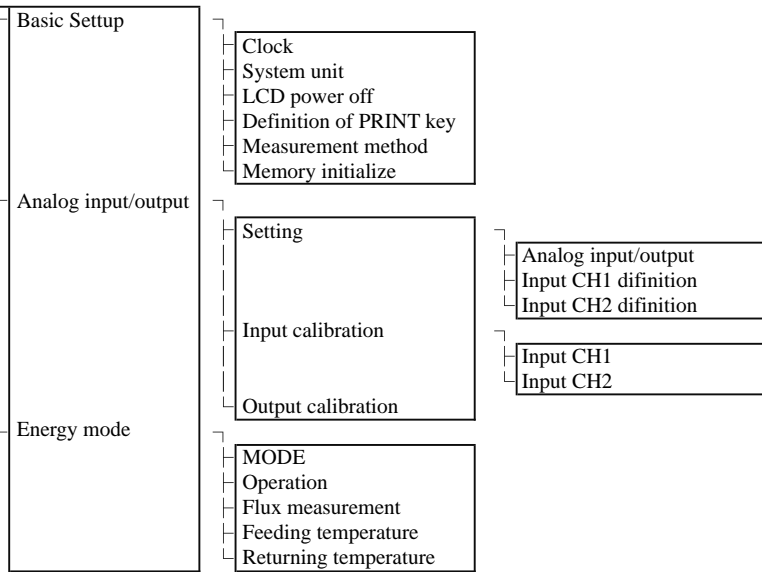 Basic Settup
Clock
System unit
LCD power off
Definition of PRINT key
Measurement method
Memory initialize
Analog input/output
Setting
Analog input/output
Input CH1 difinition
Input CH2 difinition
Input calibration
Input CH1
Input CH2
Output calibration
Energy mode
MODE
Operation
Flux measurement
Feeding temperature
Returning temperature